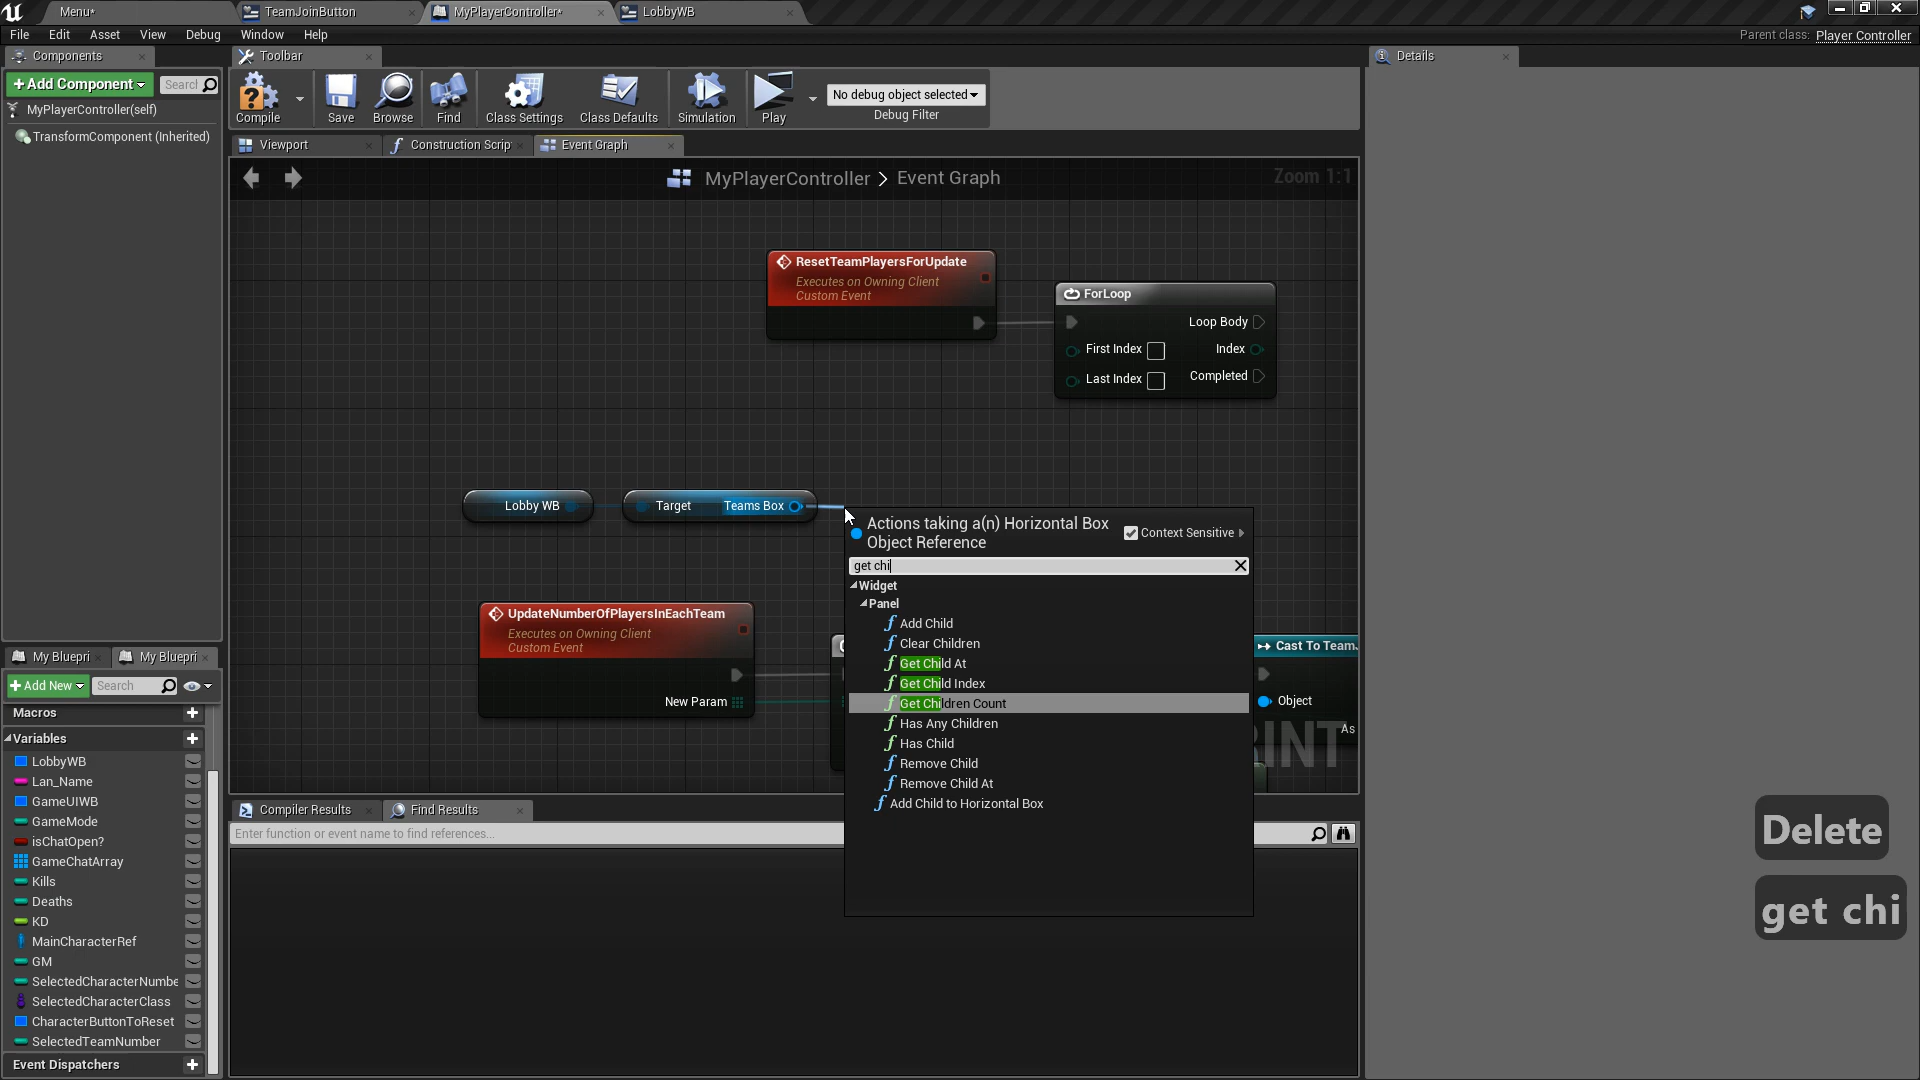 Menu*
TeamJoinButton
MyPlayerController*
LobbyWB
File Edit Asset View Debug Window Help
Parent class: Player Controller
Components
Toolbar
Details
+Add Component
Search
MyPlayerController(self)
TransformComponent (Inherited)
Compile
Save
Browse
Find
Class Settings
Class Defaults
Simulation
Play
No debug object selected
Debug Filter
Viewport
Construction Scrip
Event Graph
MyPlayerController > Event Graph
Zoom 1:1
ResetTeamPlayersForUpdate
Executes on Owning Client
Custom Event
ForLoop
Loop Body
First Index
Index
Last Index
Completed
Lobby WB
Target
Teams Box
Actions taking a(n) Horizontal Box
Object Reference
Context Sensitive
get chi
Widget
Panel
Add Child
Clear Children
Get Child At
Get Child Index
Get Children Count
Has Any Children
Has Child
Remove Child
Remove Child At
Add Child to Horizontal Box
UpdateNumberOfPlayersInEachTeam
Executes on Owning Client
Custom Event
New Param
Cast To TeamJ
Object
As
INT
My Bluepri
My Bluepri
+Add New
Search
Macros
Variables
LobbyWB
Lan_Name
GameUIWB
GameMode
isChatOpen?
GameChatArray
Kills
Deaths
KD
MainCharacterRef
GM
SelectedCharacterNumbe
SelectedCharacterClass
CharacterButtonToReset
SelectedTeamNumber
Event Dispatchers
Compiler Results
Find Results
Enter function or event name to find references...
Delete
get chi